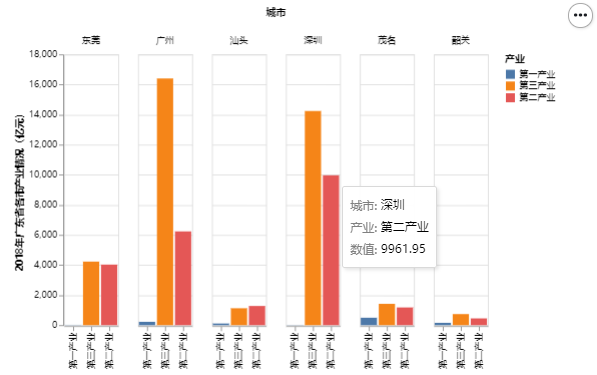 城市
东莞
广州
汕头
深圳
茂名
韶关
18,000
16,000
14,000
12,000
10,000
8,000
6,000
4,000
2,000
0
2018年广东省各市产业情况（亿元）
第一产业
第三产业
第二产业
第一产业
第三产业
第二产业
第一产业
第三产业
第二产业
第一产业
第三产业
第二产业
第一产业
第三产业
第二产业
第一产业
第三产业
第二产业
产业
第一产业
第三产业
第二产业
城市: 深圳
产业: 第二产业
数值: 9961.95